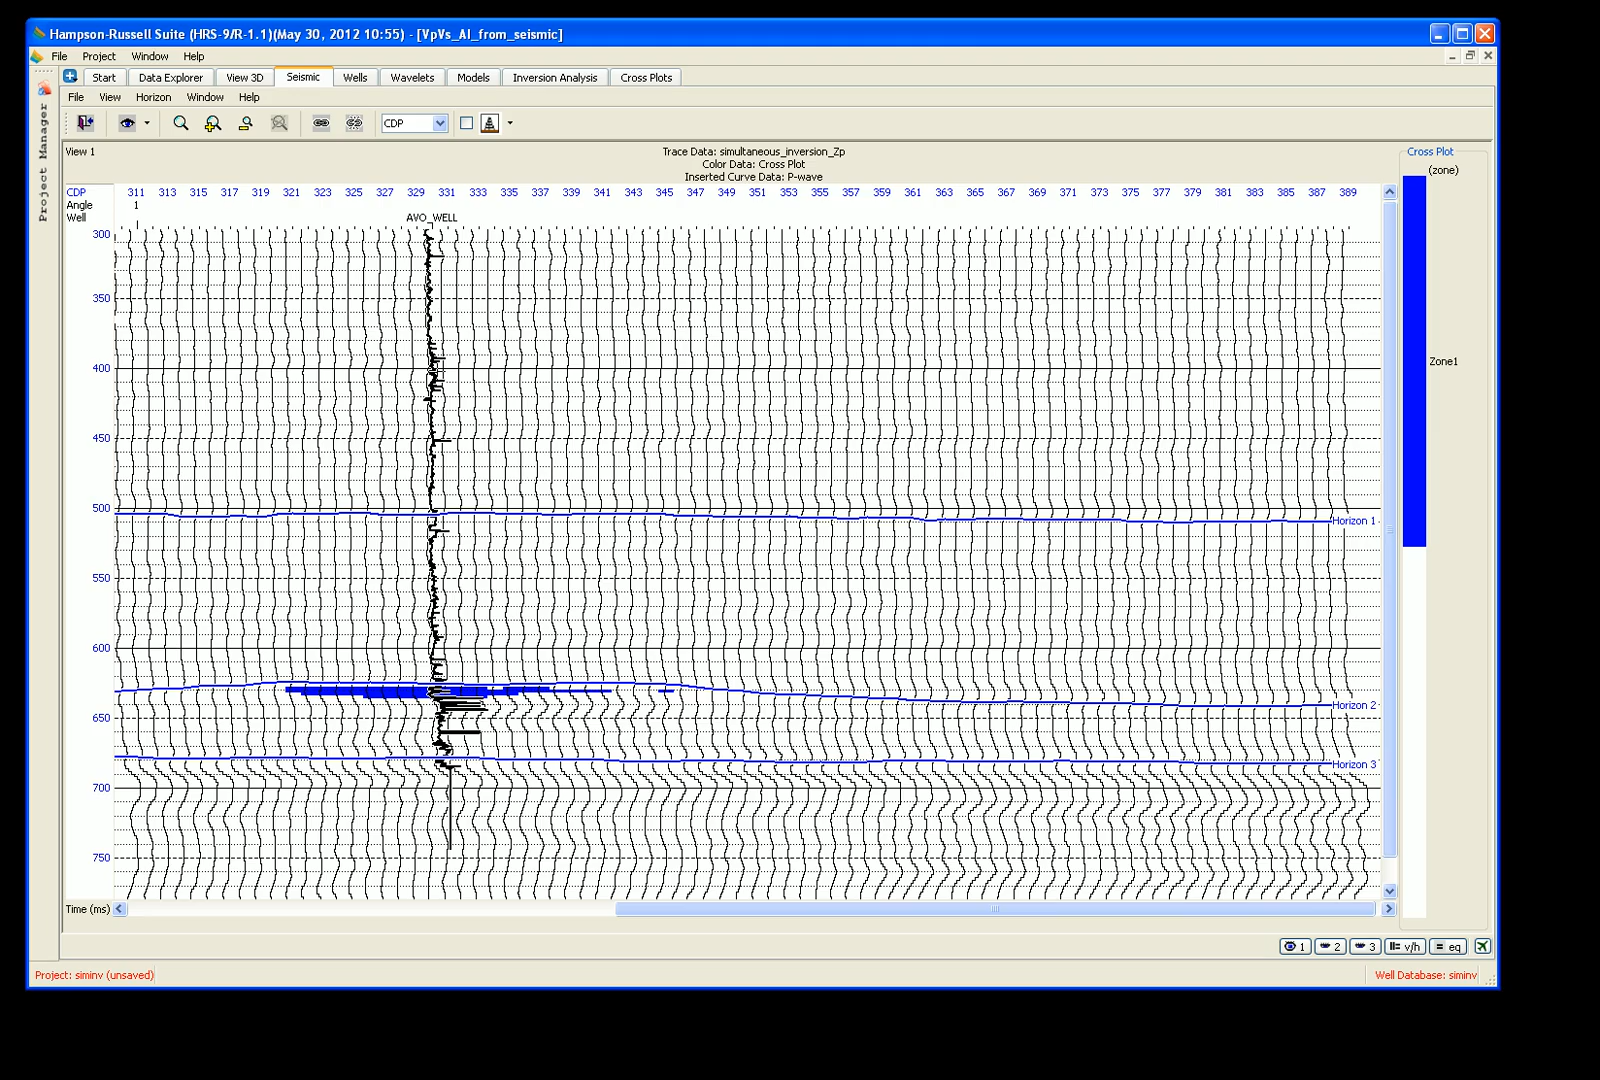 Hampson-Russell Suite (HRS-9/R-1.1)(May 30, 2012 10:55) - [VpVs_AI_from_seismic]
File Project Window Help
Start Data Explorer View 3D Seismic Wells Wavelets Models Inversion Analysis Cross Plots
Project Manager
File View Horizon Window Help
CDP
View 1
Trace Data: simultaneous_inversion_Zp
Color Data: Cross Plot
Inserted Curve Data: P-wave
Cross Plot
(zone)
Zone1
CDP 311 313 315 317 319 321 323 325 327 329 331 333 335 337 339 341 343 345 347 349 351 353 355 357 359 361 363 365 367 369 371 373 375 377 379 381 383 385 387 389
Angle 1
Well AVO_WELL
300
350
400
450
500
Horizon 1
550
600
650
Horizon 2
Horizon 3
700
750
Time (ms)
1 2 3 v/h = eq
Project: siminv (unsaved)
Well Database: siminv